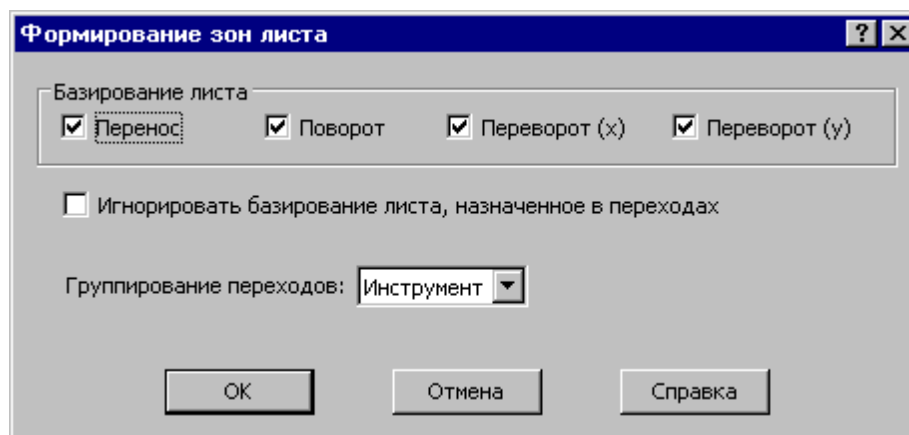 Формирование зон листа
Базирование листа
Перенос Поворот Переворот (x) Переворот (y)
Игнорировать базирование листа, назначенное в переходах
Группирование переходов: Инструмент
OK Отмена Справка